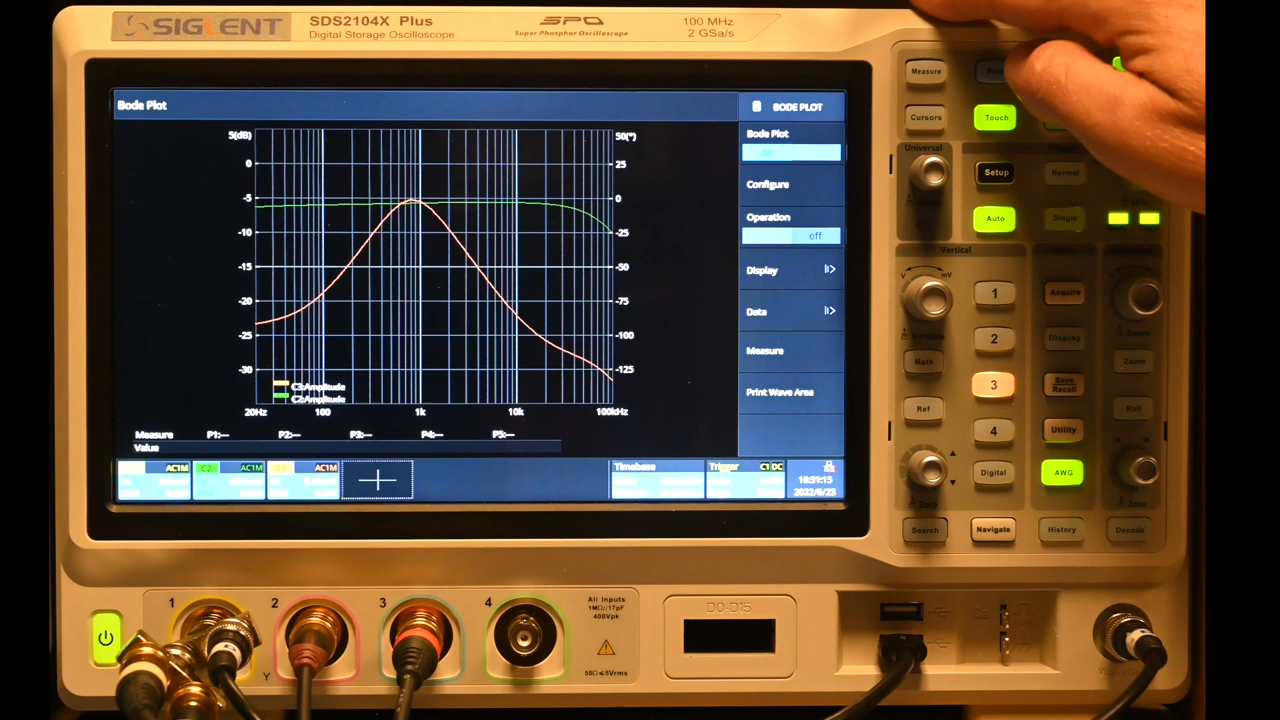 SIGLENT
SDS2104X Plus
Digital Storage Oscilloscope
SPO
Super Phosphor Oscilloscope
100 MHz
2 GSa/s
Bode Plot
BODE PLOT
Bode Plot
Configure
Operation
off
Display
Data
Measure
Print Wave Area
5(dB)
0
-5
-10
-15
-20
-25
-30
50(°)
25
0
-25
-50
-75
-100
-125
C3:Amplitude
C2:Amplitude
20Hz 100 1k 10k 100kHz
Measure P1:--- P2:--- P3:--- P4:--- P5:---
Value
AC1M
C2 AC1M
AC1M
Timebase
Trigger C1 DC
18:31:15
2022/6/23
Measure
Cursors
Touch
Universal
Setup
Normal
Auto
Single
Vertical
V mV
1
Acquire
2
Display
Zoom
Math
Zoom
3
Save
Recall
Ref
Roll
4
Utility
Digital
AWG
Zero
Zero
Search
Navigate
History
Decode
1
2
3
4
Y
All Inputs
1MΩ//17pF
400Vpk
50Ω≤5Vrms
D0-D15